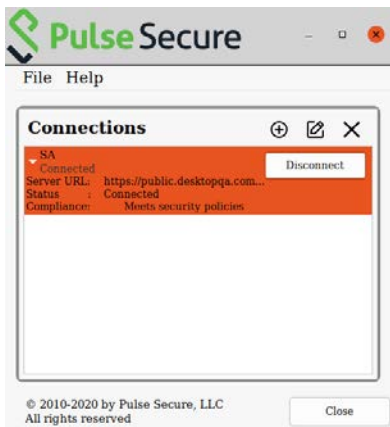 Pulse Secure
File Help
Connections
SA
Connected
Disconnect
Server URL: https://public.desktopqa.com...
Status : Connected
Compliance: Meets security policies
© 2010-2020 by Pulse Secure, LLC
All rights reserved
Close